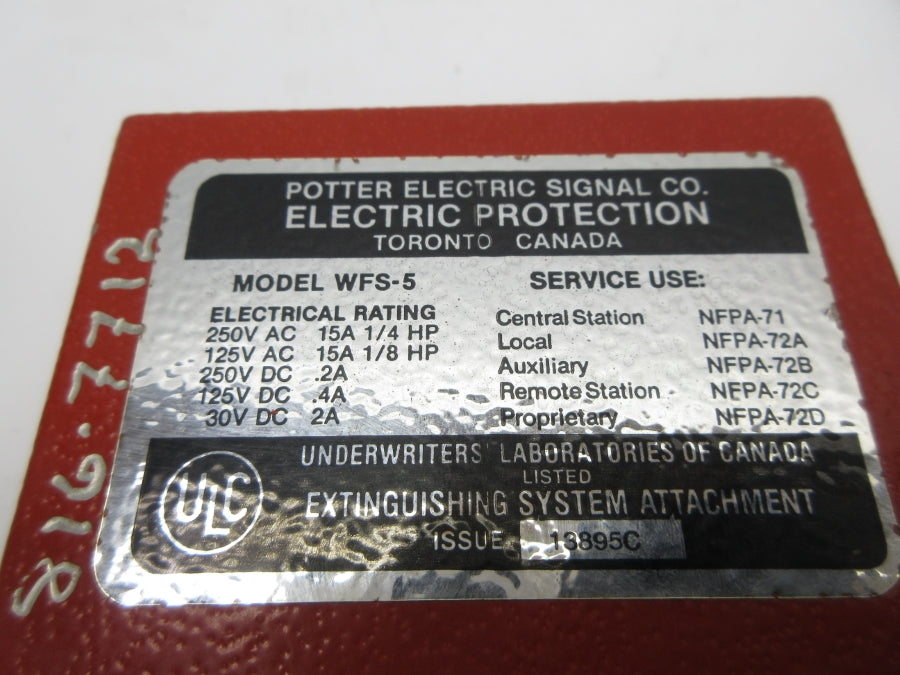 POTTER ELECTRIC SIGNAL CO.
ELECTRIC PROTECTION
TORONTO CANADA
MODEL WFS-5
ELECTRICAL RATING
250V AC 15A 1/4 HP
125V AC 15A 1/8 HP
250V DC .2A
125V DC .4A
30V DC 2A
SERVICE USE:
Central Station NFPA-71
Local NFPA-72A
Auxiliary NFPA-72B
Remote Station NFPA-72C
Proprietary NFPA-72D
ULC
UNDERWRITERS' LABORATORIES OF CANADA
LISTED
EXTINGUISHING SYSTEM ATTACHMENT
ISSUE 13895C
816-7712